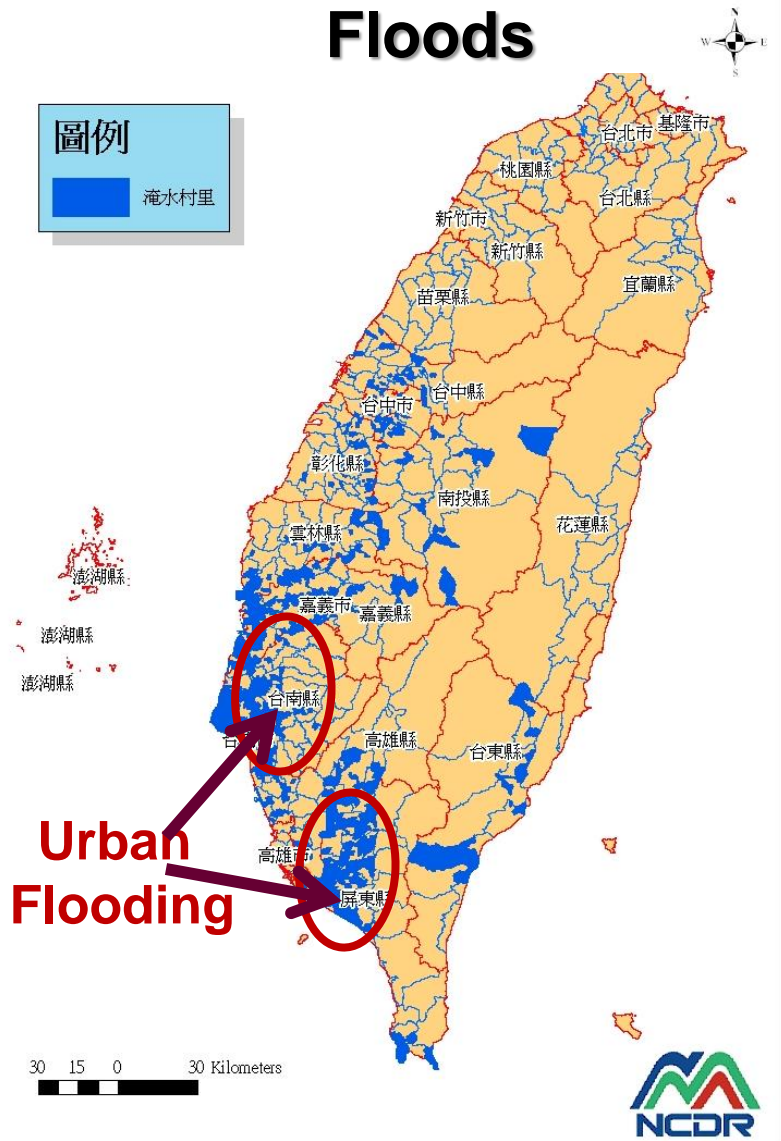 Floods
N
W
E
S
圖例
淹水村里
基隆市
台北市
桃園縣
台北縣
新竹市
新竹縣
宜蘭縣
苗栗縣
台中縣
台中市
彰化縣
南投縣
花蓮縣
雲林縣
澎湖縣
嘉義市
嘉義縣
澎湖縣
澎湖縣
台南縣
高雄縣
台東縣
Urban
Flooding
高雄市
屏東縣
30 15 0 30 Kilometers
NCDR